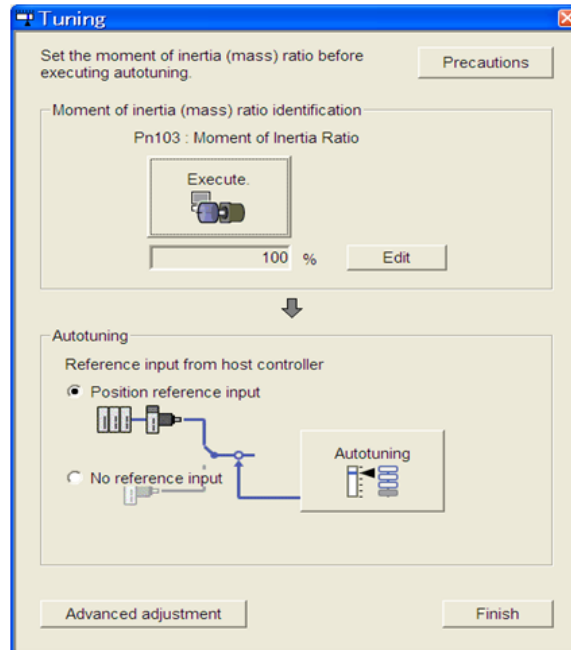 Tuning
Set the moment of inertia (mass) ratio before
executing autotuning.
Precautions
Moment of inertia (mass) ratio identification
Pn103 : Moment of Inertia Ratio
Execute.
100 %
Edit
Autotuning
Reference input from host controller
Position reference input
No reference input
Autotuning
Advanced adjustment
Finish